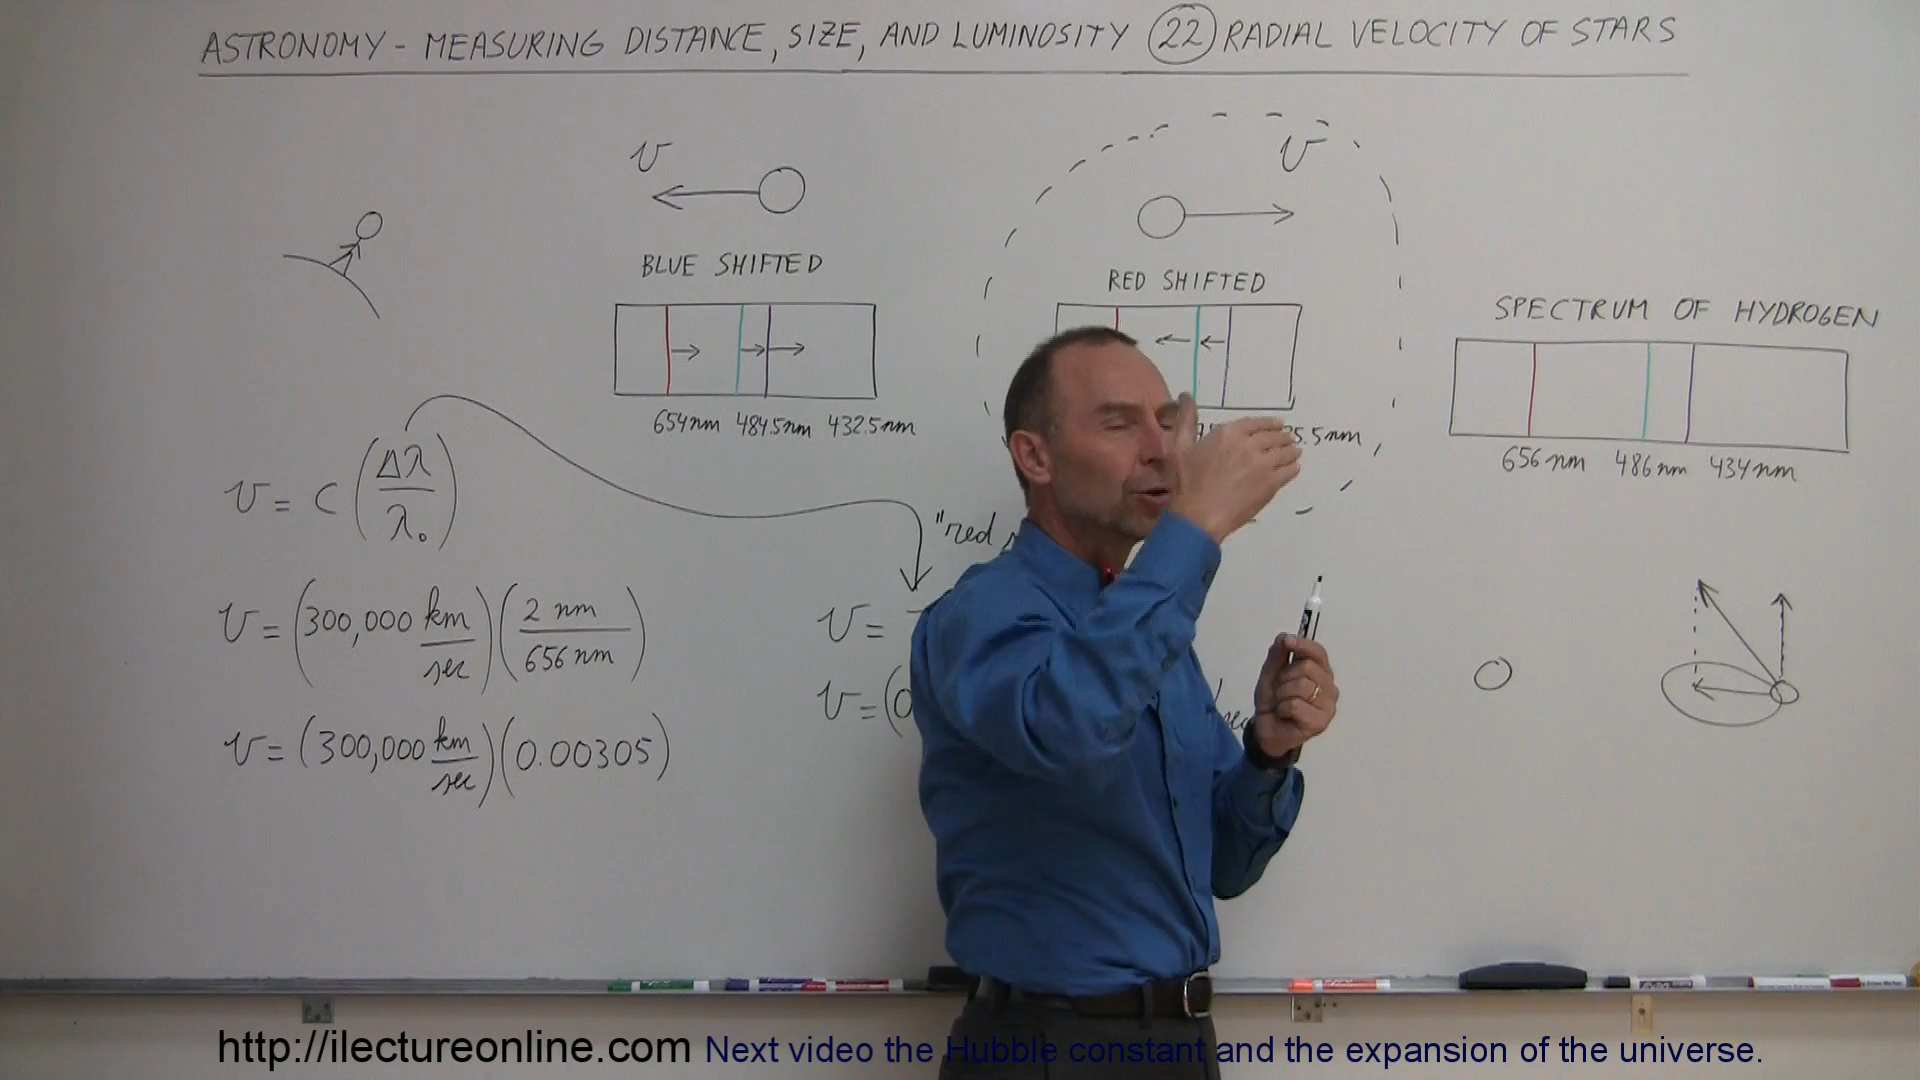 ASTRONOMY - MEASURING DISTANCE, SIZE, AND LUMINOSITY 22 RADIAL VELOCITY OF STARS
v
v
BLUE SHIFTED
RED SHIFTED
SPECTRUM OF HYDROGEN
654nm 484.5nm 432.5nm
5.5nm
656nm 486nm 434nm
v = c (Δλ/λ₀)
"red
v = (300,000 km/sec)(2 nm/656 nm)
v =
v = (0
v = (300,000 km/sec)(0.00305)
http://ilectureonline.com Next video the Hubble constant and the expansion of the universe.